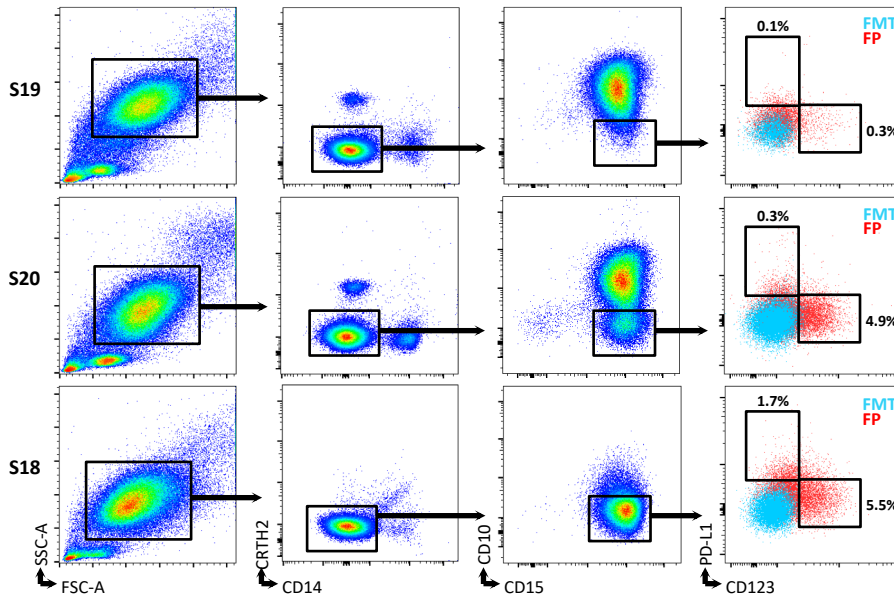 S19
0.1%
FMT
FP
0.3%
S20
0.3%
FMT
FP
4.9%
S18
1.7%
FMT
FP
5.5%
SSC-A
FSC-A
CRTH2
CD14
CD10
CD15
PD-L1
CD123